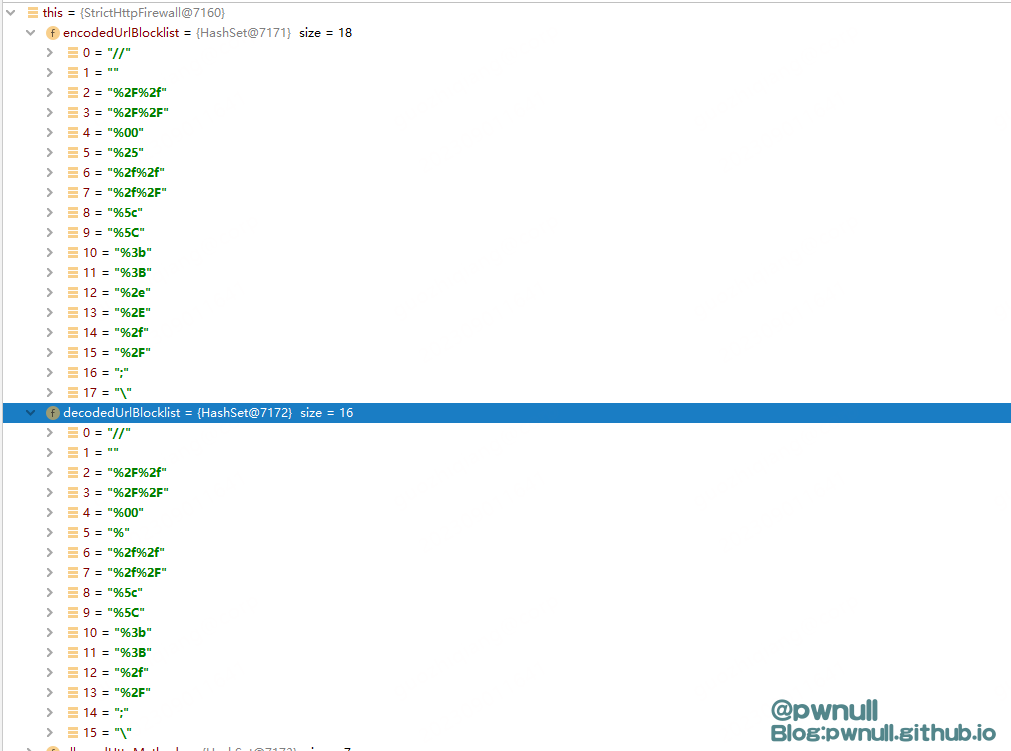 this = {StrictHttpFirewall@7160}
encodedUrlBlocklist = {HashSet@7171} size = 18
0 = "//"
1 = ""
2 = "%2F%2f"
3 = "%2F%2F"
4 = "%00"
5 = "%25"
6 = "%2f%2f"
7 = "%2f%2F"
8 = "%5c"
9 = "%5C"
10 = "%3b"
11 = "%3B"
12 = "%2e"
13 = "%2E"
14 = "%2f"
15 = "%2F"
16 = ";"
17 = "\"
decodedUrlBlocklist = {HashSet@7172} size = 16
0 = "//"
1 = ""
2 = "%2F%2f"
3 = "%2F%2F"
4 = "%00"
5 = "%"
6 = "%2f%2f"
7 = "%2f%2F"
8 = "%5c"
9 = "%5C"
10 = "%3b"
11 = "%3B"
12 = "%2f"
13 = "%2F"
14 = ";"
15 = "\"
@pwnull
Blog:pwnull.github.io